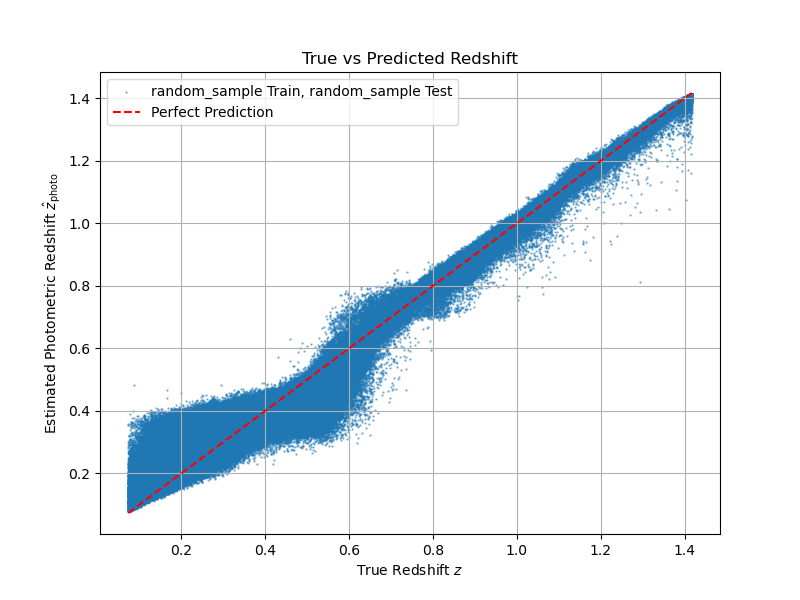 True vs Predicted Redshift
random_sample Train, random_sample Test
Perfect Prediction
Estimated Photometric Redshift ẑphoto
1.4
1.2
1.0
0.8
0.6
0.4
0.2
0.2 0.4 0.6 0.8 1.0 1.2 1.4
True Redshift z